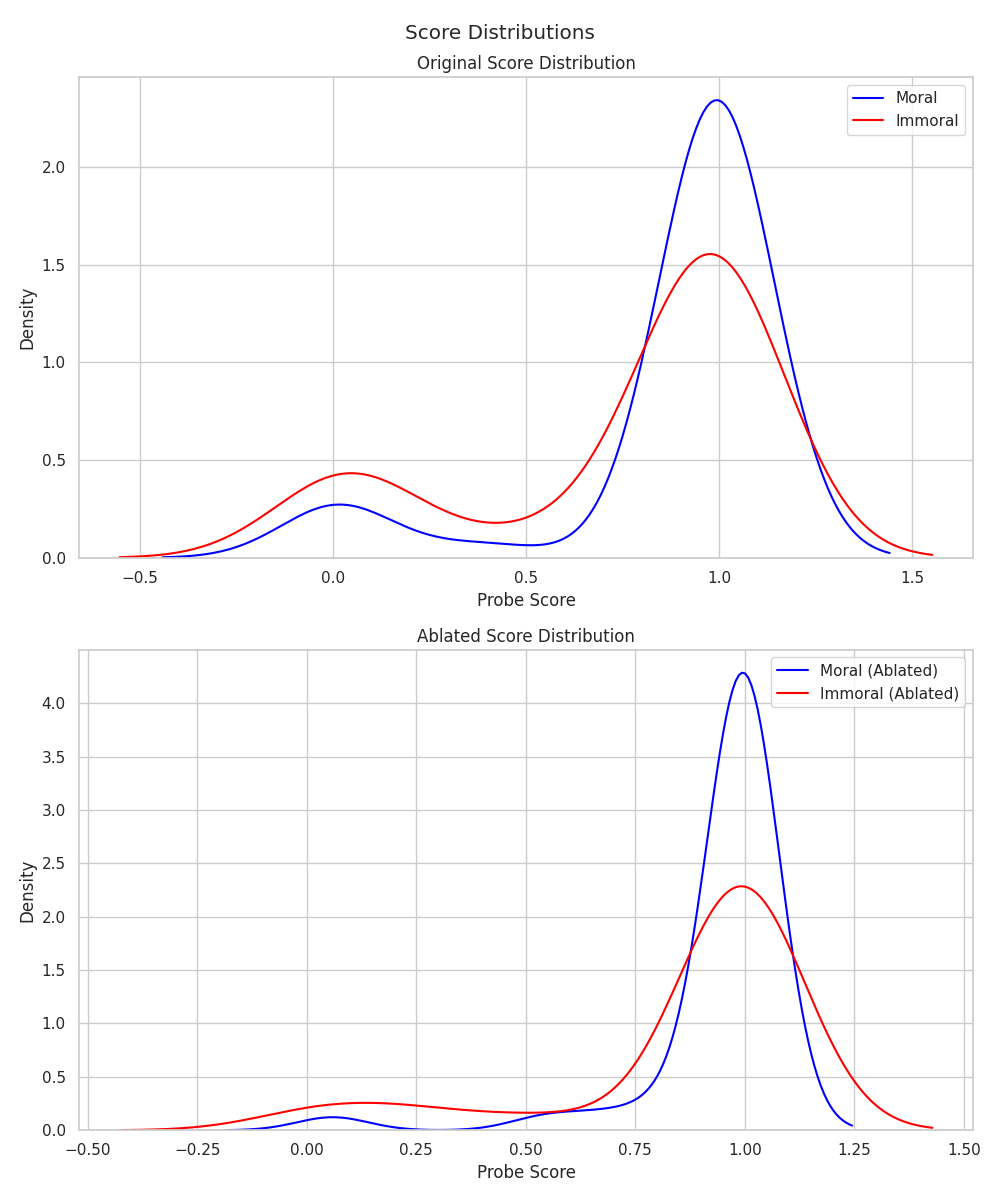 Score Distributions
Original Score Distribution
Moral
Immoral
2.0
1.5
1.0
0.5
0.0
Density
−0.5
0.0
0.5
1.0
1.5
Probe Score
Ablated Score Distribution
Moral (Ablated)
Immoral (Ablated)
4.0
3.5
3.0
2.5
2.0
1.5
1.0
0.5
0.0
Density
−0.50
−0.25
0.00
0.25
0.50
0.75
1.00
1.25
1.50
Probe Score